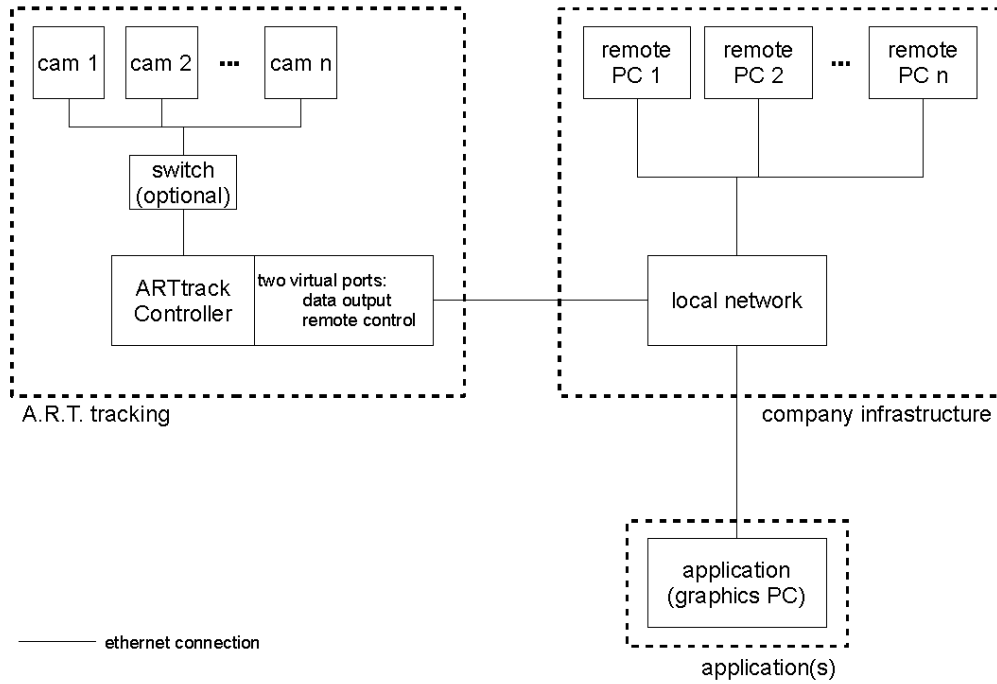 cam 1
cam 2
...
cam n
switch
(optional)
ARTtrack
Controller
two virtual ports:
data output
remote control
A.R.T. tracking
remote
PC 1
remote
PC 2
...
remote
PC n
local network
company infrastructure
application
(graphics PC)
application(s)
ethernet connection